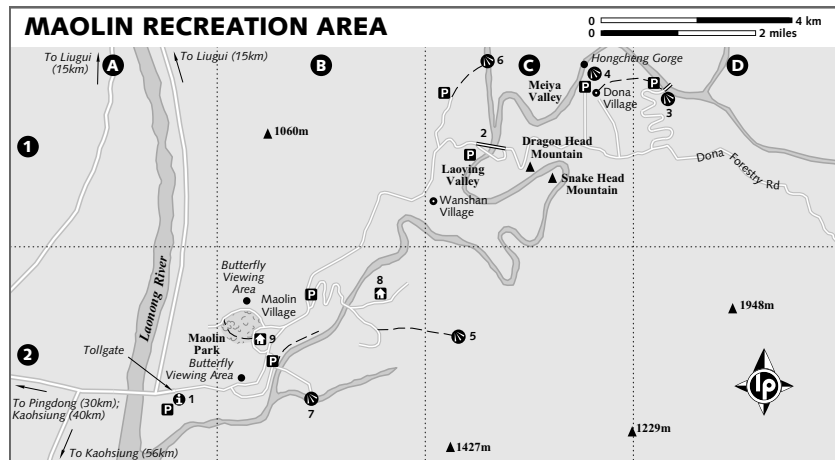 MAOLIN RECREATION AREA
0 4 km
0 2 miles
To Liugui
(15km)
A
To Liugui (15km)
B
6
C
Hongcheng Gorge
4
P
D
Meiya
Valley
P
P
Dona
Village
3
1
1060m
2
Dragon Head
Mountain
P
Laoying
Valley
Snake Head
Mountain
Dona Forestry Rd
Wanshan
Village
Laonong River
Butterfly
Viewing
Area
8
Maolin
Village
P
1948m
5
9
Maolin
Park
2
Tollgate
P
Butterfly
Viewing Area
lp
To Pingdong (30km);
Kaohsiung (40km)
i
1
P
7
1229m
To Kaohsiung (56km)
1427m